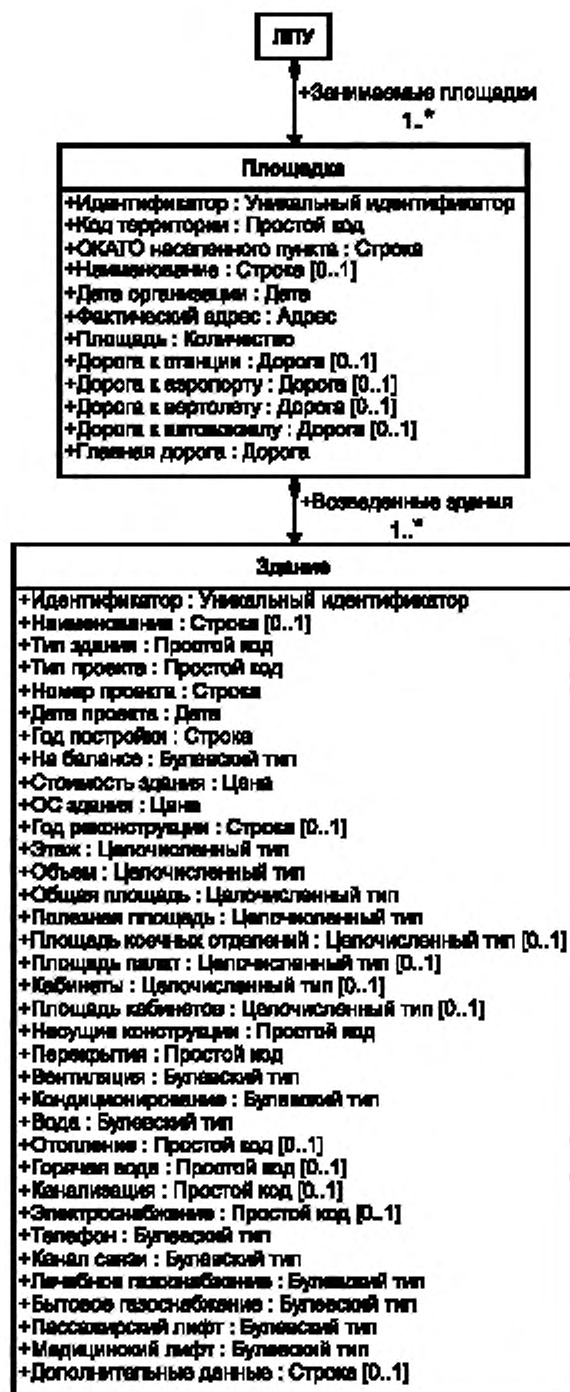 ЛПУ
+Занимаемые площадки
1..*
Площадка
+Идентификатор : Уникальный идентификатор
+Код территории : Простой код
+ОКАТО населенного пункта : Строка
+Наименование : Строка [0..1]
+Дата организации : Дата
+Фактический адрес : Адрес
+Площадь : Количество
+Дорога к станции : Дорога [0..1]
+Дорога к аэропорту : Дорога [0..1]
+Дорога к вертолету : Дорога [0..1]
+Дорога к автовокзалу : Дорога [0..1]
+Главная дорога : Дорога
+Возведенные здания
1..*
Здание
+Идентификатор : Уникальный идентификатор
+Наименование : Строка [0..1]
+Тип здания : Простой код
+Тип проекта : Простой код
+Номер проекта : Строка
+Дата проекта : Дата
+Год постройки : Строка
+На балансе : Булевский тип
+Стоимость здания : Цена
+ОС здания : Цена
+Год реконструкции : Строка [0..1]
+Этаж : Целочисленный тип
+Объем : Целочисленный тип
+Общая площадь : Целочисленный тип
+Полезная площадь : Целочисленный тип
+Площадь коечных отделений : Целочисленный тип [0..1]
+Площадь палат : Целочисленный тип [0..1]
+Кабинеты : Целочисленный тип [0..1]
+Площадь кабинетов : Целочисленный тип [0..1]
+Несущие конструкции : Простой код
+Перекрытия : Простой код
+Вентиляция : Булевский тип
+Кондиционирование : Булевский тип
+Вода : Булевский тип
+Отопление : Простой код [0..1]
+Горячая вода : Простой код [0..1]
+Канализация : Простой код [0..1]
+Электроснабжение : Простой код [0..1]
+Телефон : Булевский тип
+Канал связи : Булевский тип
+Лечебное газоснабжение : Булевский тип
+Бытовое газоснабжение : Булевский тип
+Пассажирский лифт : Булевский тип
+Медицинский лифт : Булевский тип
+Дополнительные данные : Строка [0..1]